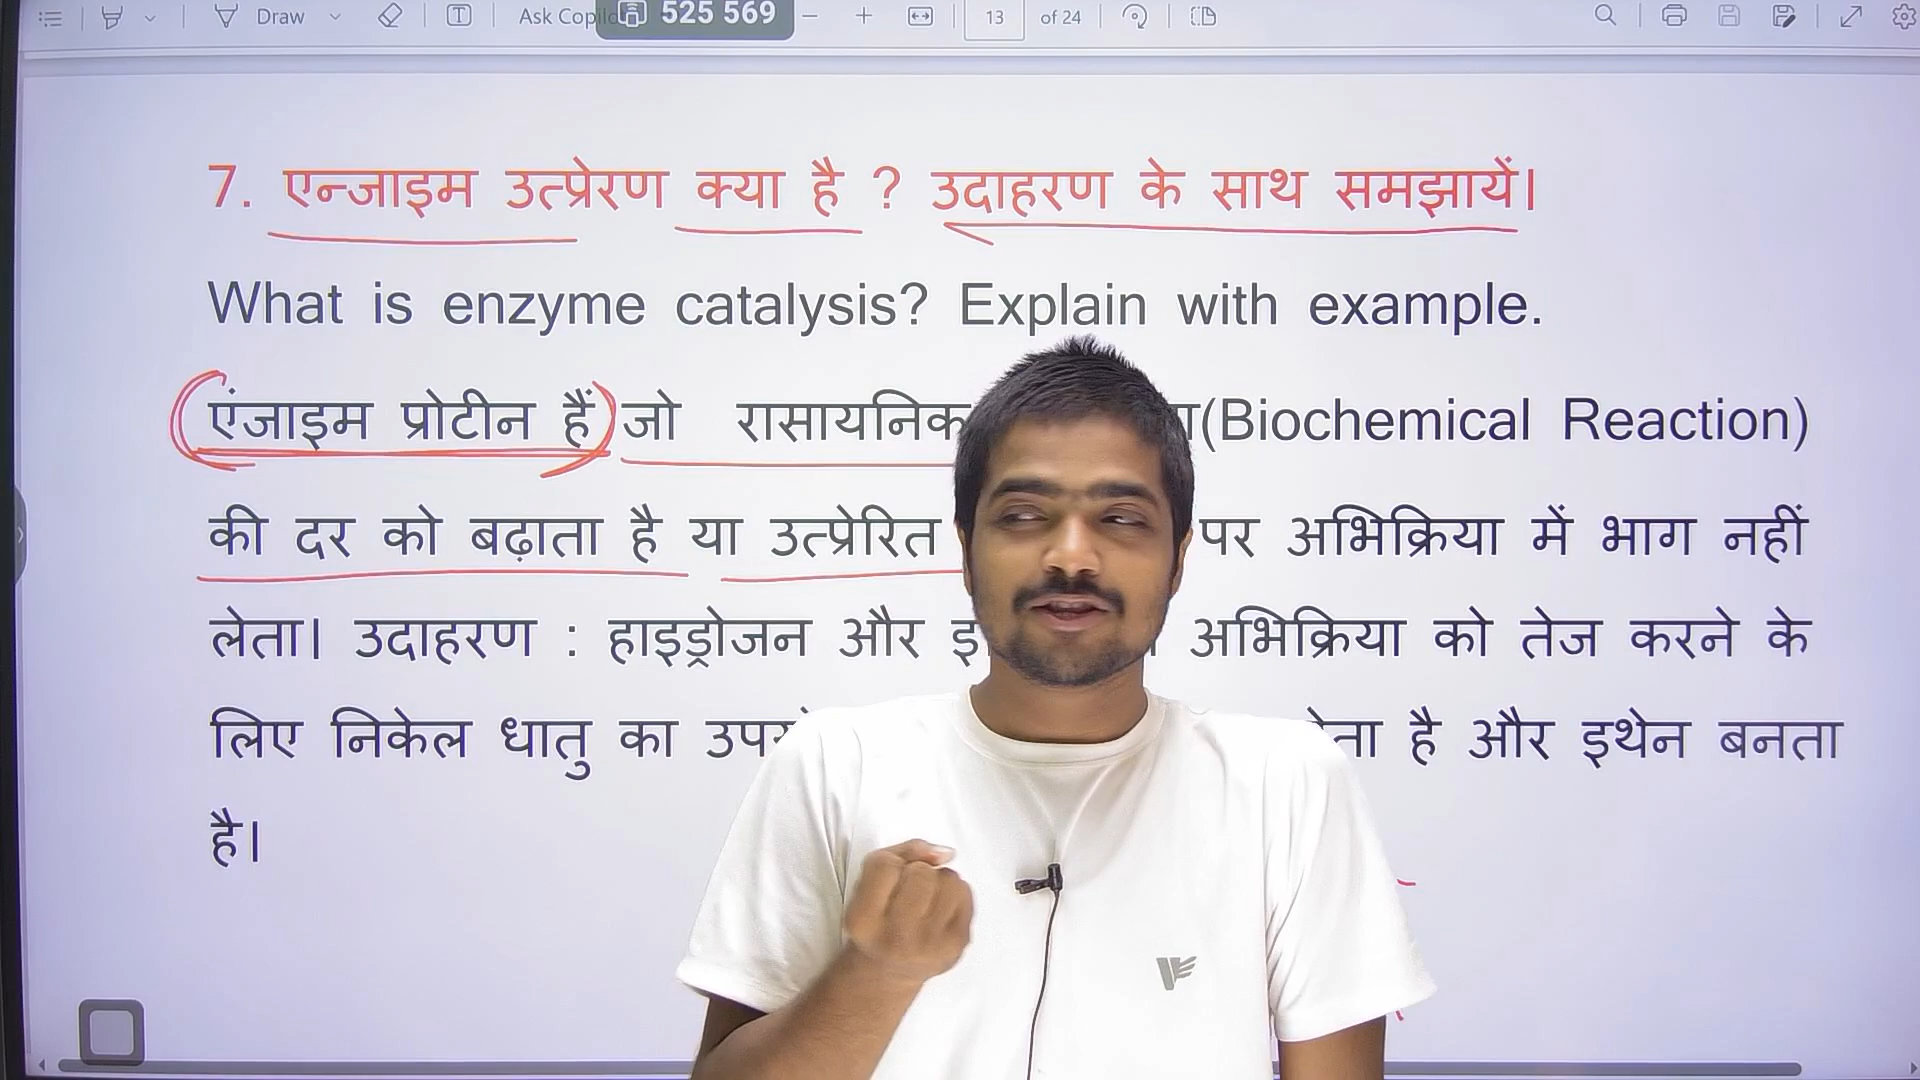 Draw Ask Copil 525 569 13 of 24
7. एन्जाइम उत्प्रेरण क्या है ? उदाहरण के साथ समझायें।
What is enzyme catalysis? Explain with example.
एंजाइम प्रोटीन हैं जो रासायनिक (Biochemical Reaction)
की दर को बढ़ाता है या उत्प्रेरित पर अभिक्रिया में भाग नहीं
लेता। उदाहरण : हाइड्रोजन और अभिक्रिया को तेज करने के
लिए निकेल धातु का है और इथेन बनता
है।